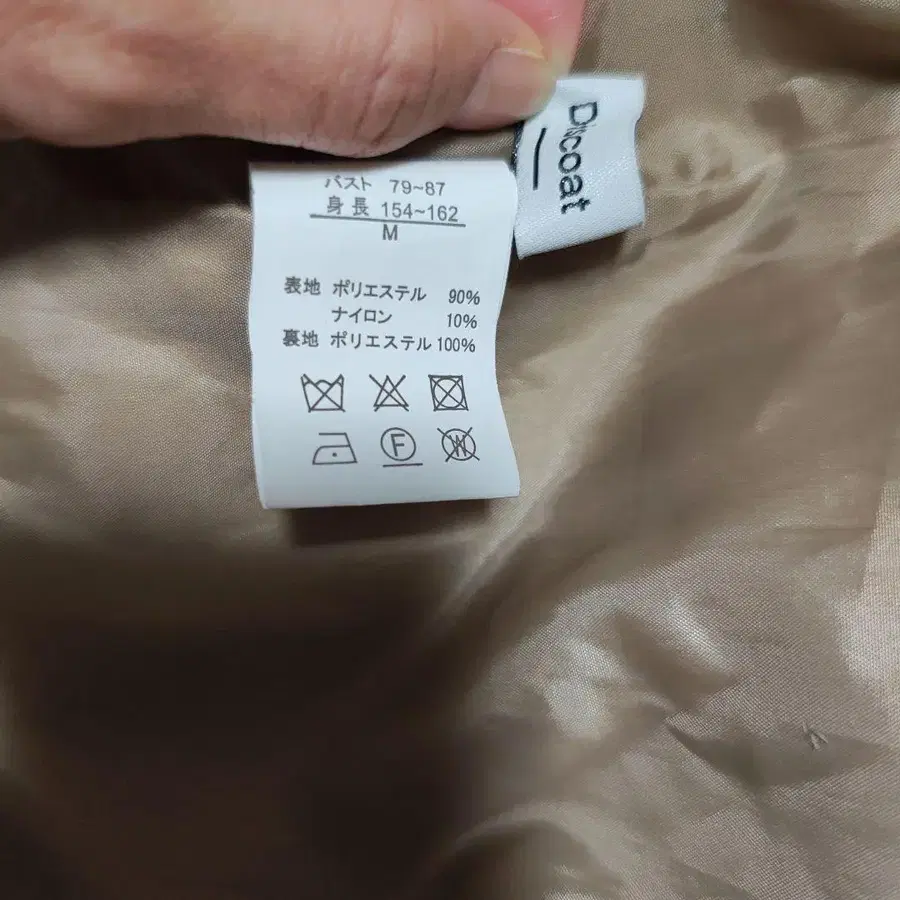 バスト 79~87
身長 154~162
M
表地 ポリエステル 90%
ナイロン 10%
裏地 ポリエステル 100%
F
W